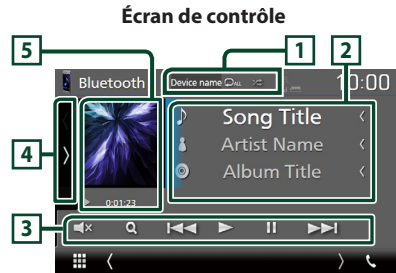 Écran de contrôle
5
1
2
Bluetooth
Device name ALL
10:00
Song Title
Artist Name
Album Title
4
0:01:23
3